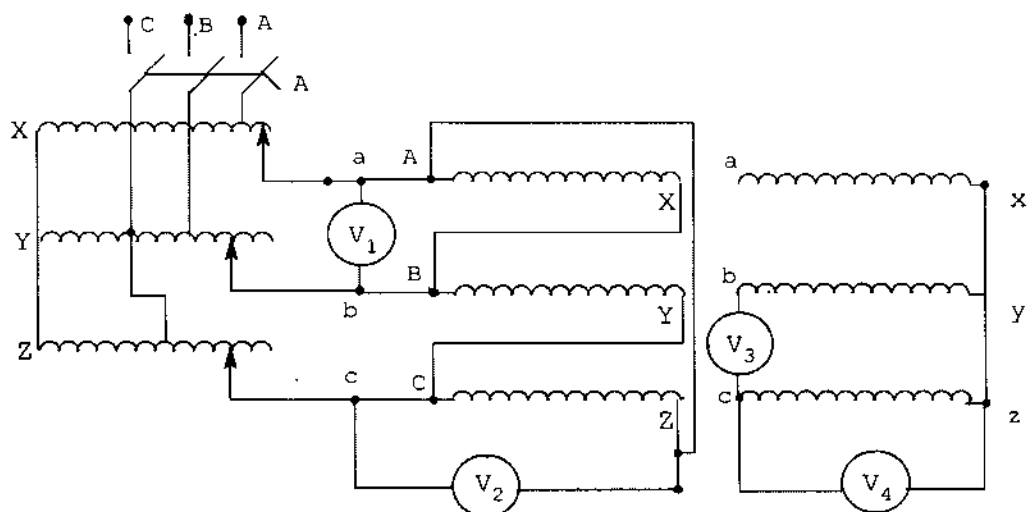 C B A
A
X
a A a
X x
V1
Y B b
b Y y
V3
Z
c C c
Z z
V2 V4